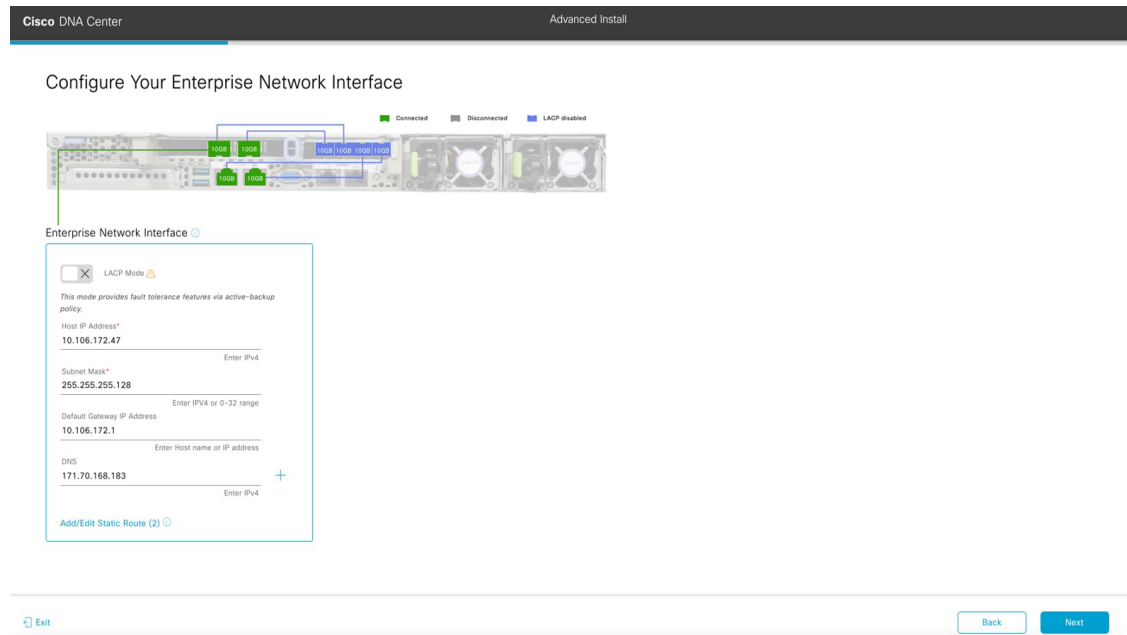 Cisco DNA Center
Advanced Install
Configure Your Enterprise Network Interface
Connected Disconnected LACP disabled
10GB 10GB 10GB 10GB 10GB 10GB
10GB 10GB
Enterprise Network Interface
LACP Mode
This mode provides fault tolerance features via active-backup
policy.
Host IP Address*
10.106.172.47
Enter IPv4
Subnet Mask*
255.255.255.128
Enter IPV4 or 0-32 range
Default Gateway IP Address
10.106.172.1
Enter Host name or IP address
DNS
171.70.168.183
Enter IPv4
Add/Edit Static Route (2)
Exit
Back
Next